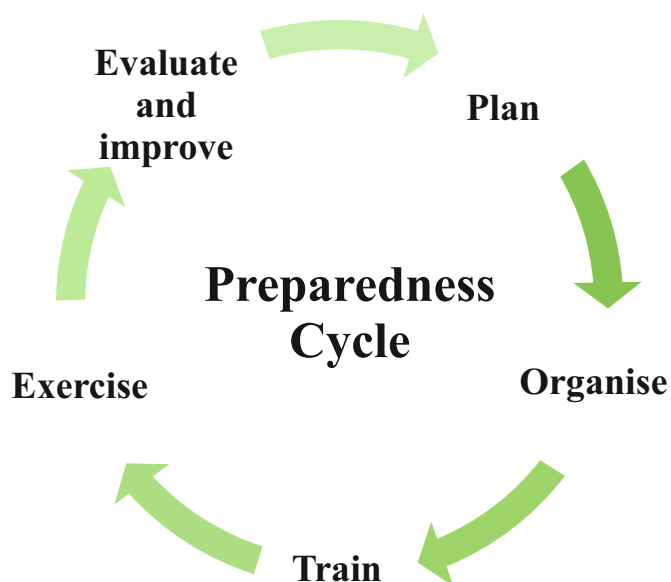 Evaluate
and
improve
Plan
Preparedness
Cycle
Exercise
Organise
Train